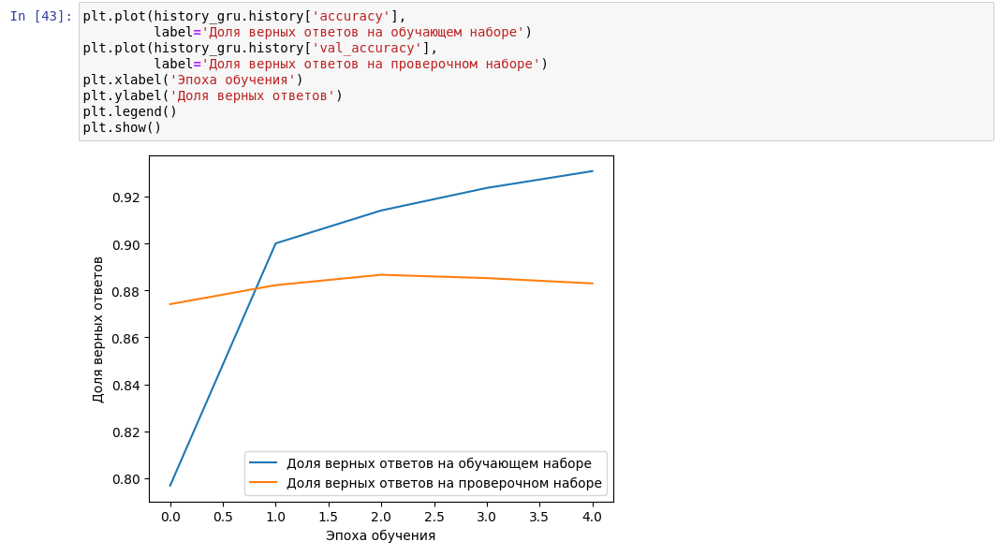 In [43]:
plt.plot(history_gru.history['accuracy'],
         label='Доля верных ответов на обучающем наборе')
plt.plot(history_gru.history['val_accuracy'],
         label='Доля верных ответов на проверочном наборе')
plt.xlabel('Эпоха обучения')
plt.ylabel('Доля верных ответов')
plt.legend()
plt.show()
Доля верных ответов
0.92
0.90
0.88
0.86
0.84
0.82
0.80
Доля верных ответов на обучающем наборе
Доля верных ответов на проверочном наборе
0.0 0.5 1.0 1.5 2.0 2.5 3.0 3.5 4.0
Эпоха обучения